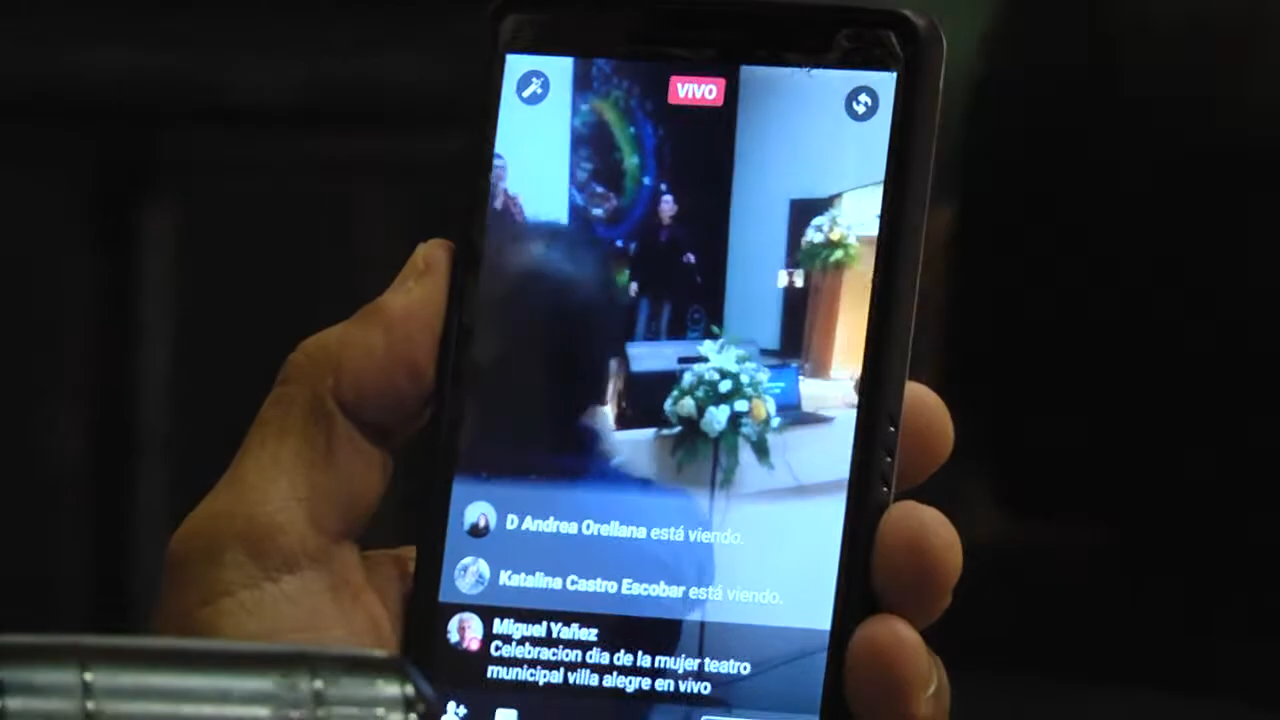 VIVO
D Andrea Orellana está viendo.
Katalina Castro Escobar está viendo.
Miguel Yañez
Celebracion dia de la mujer teatro
municipal villa alegre en vivo